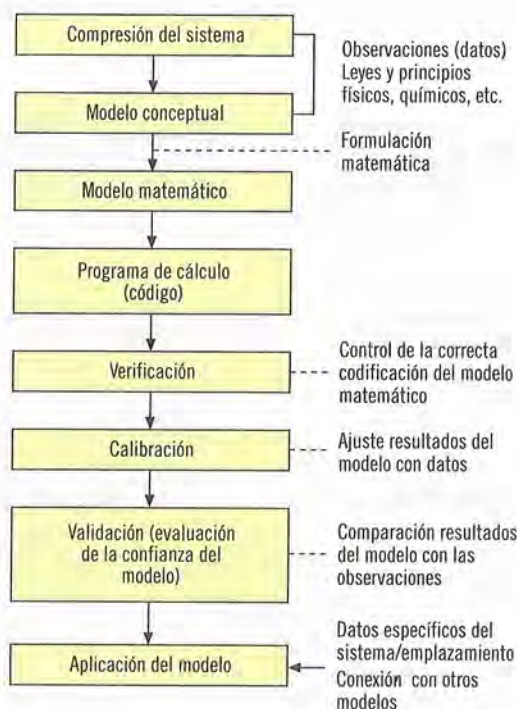 Compresión del sistema
Observaciones (datos)
Leyes y principios
físicos, químicos, etc.
Modelo conceptual
Formulación
matemática
Modelo matemático
Programa de cálculo
(código)
Verificación
Control de la correcta
codificación del modelo
matemático
Calibración
Ajuste resultados del
modelo con datos
Validación (evaluación
de la confianza del
modelo)
Comparación resultados
del modelo con las
observaciones
Aplicación del modelo
Datos específicos del
sistema/emplazamiento
Conexión con otros
modelos